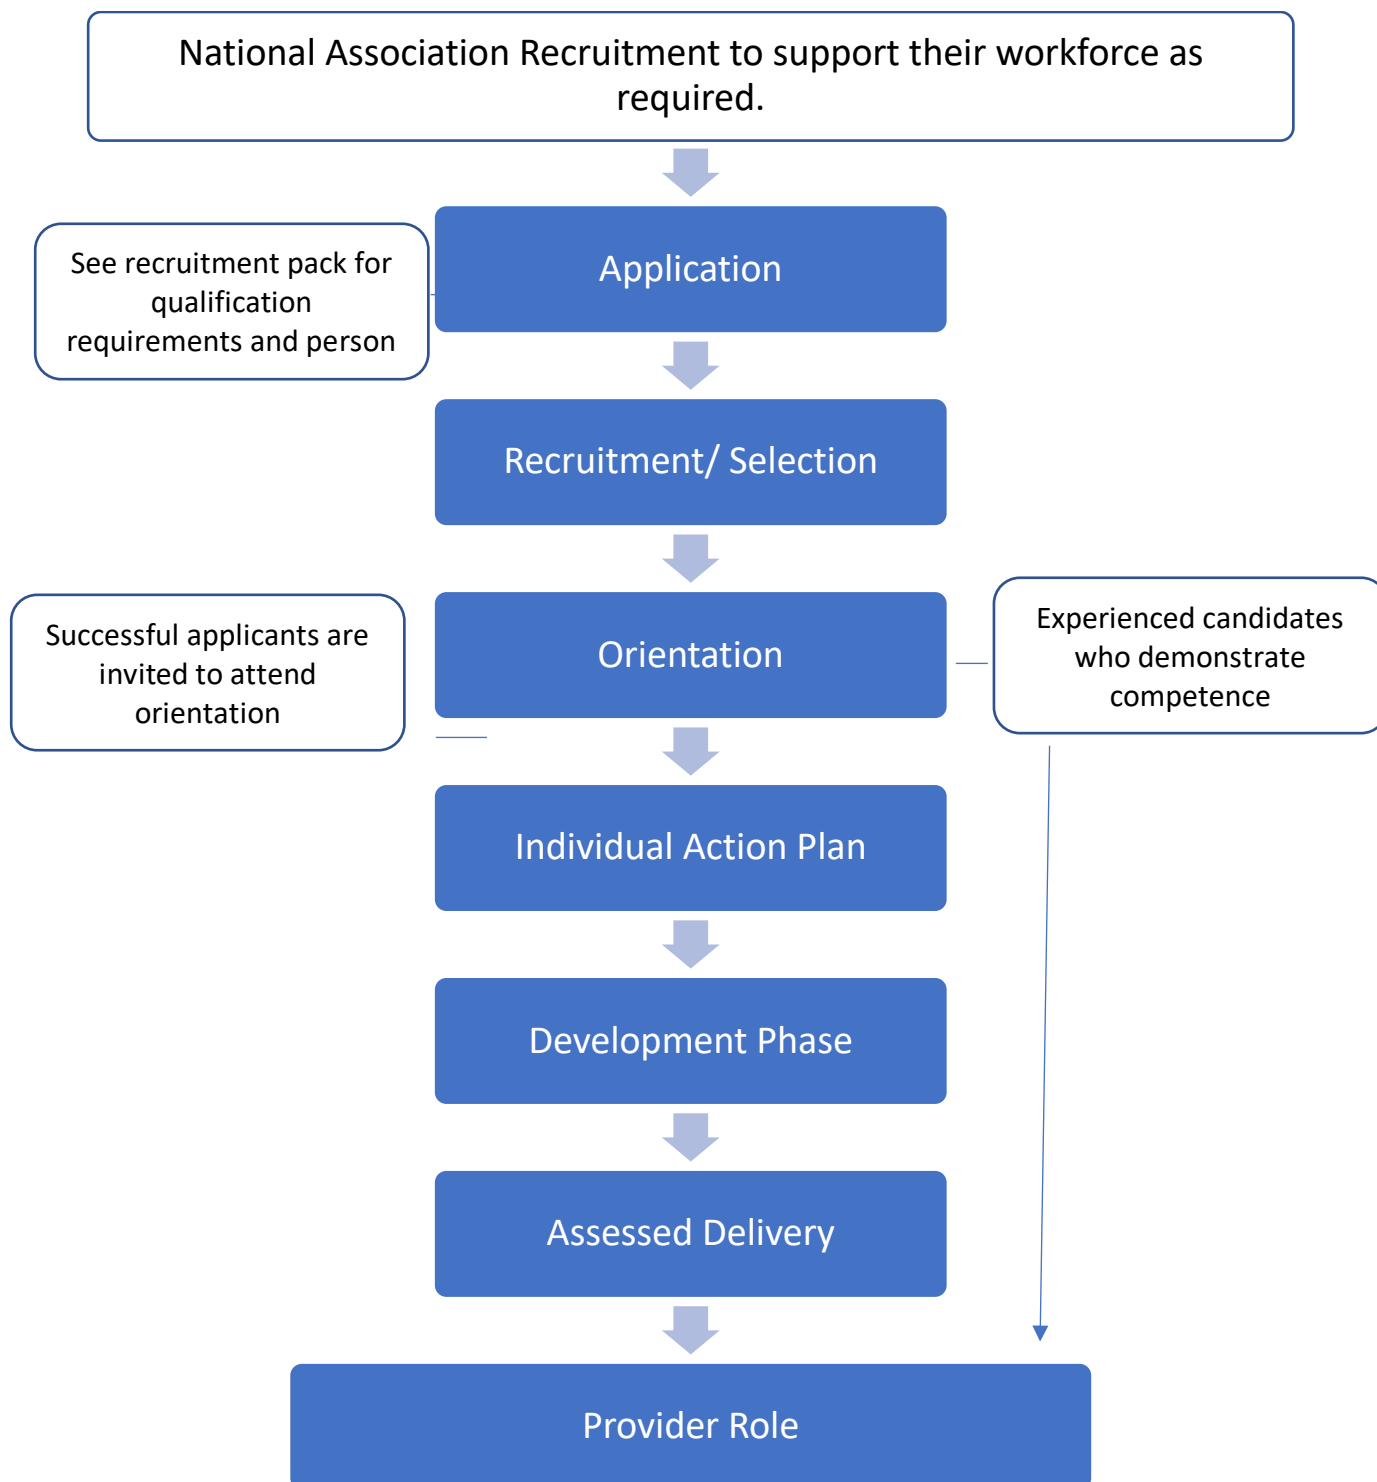 National Association Recruitment to support their workforce as
required.
Application
See recruitment pack for
qualification
requirements and person
Recruitment/ Selection
Orientation
Successful applicants are
invited to attend
orientation
Experienced candidates
who demonstrate
competence
Individual Action Plan
Development Phase
Assessed Delivery
Provider Role